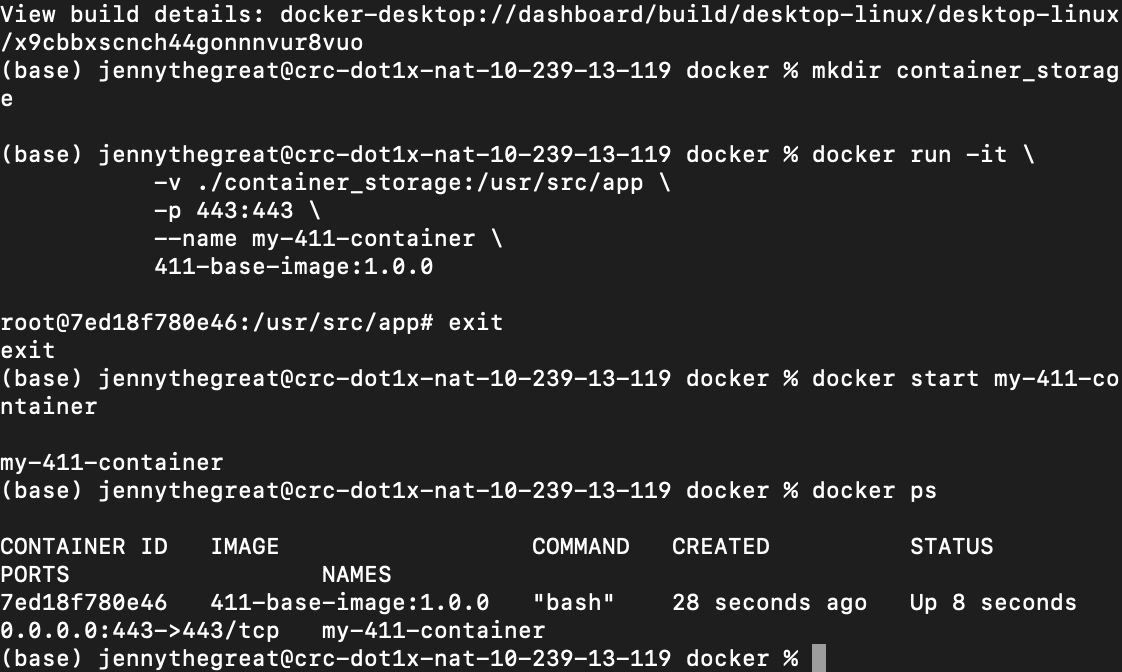 View build details: docker-desktop://dashboard/build/desktop-linux/desktop-linux
/x9cbbxscnch44gonnnvur8vuo
(base) jennythegreat@crc-dot1x-nat-10-239-13-119 docker % mkdir container_storag
e
(base) jennythegreat@crc-dot1x-nat-10-239-13-119 docker % docker run -it \
-v ./container_storage:/usr/src/app \
-p 443:443 \
--name my-411-container \
411-base-image:1.0.0
root@7ed18f780e46:/usr/src/app# exit
exit
(base) jennythegreat@crc-dot1x-nat-10-239-13-119 docker % docker start my-411-co
ntainer
my-411-container
(base) jennythegreat@crc-dot1x-nat-10-239-13-119 docker % docker ps
CONTAINER ID   IMAGE                  COMMAND   CREATED          STATUS
PORTS                  NAMES
7ed18f780e46   411-base-image:1.0.0   "bash"    28 seconds ago   Up 8 seconds
0.0.0.0:443->443/tcp   my-411-container
(base) jennythegreat@crc-dot1x-nat-10-239-13-119 docker %